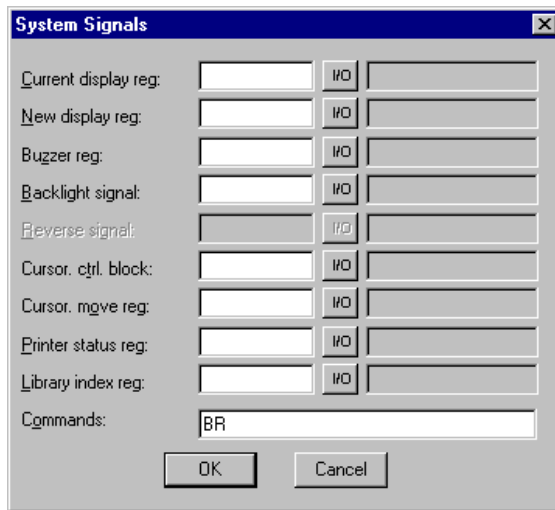 System Signals
Current display reg: I/O
New display reg: I/O
Buzzer reg: I/O
Backlight signal: I/O
Reverse signal: I/O
Cursor. ctrl. block: I/O
Cursor. move reg: I/O
Printer status reg: I/O
Library index reg: I/O
Commands: BR
OK Cancel